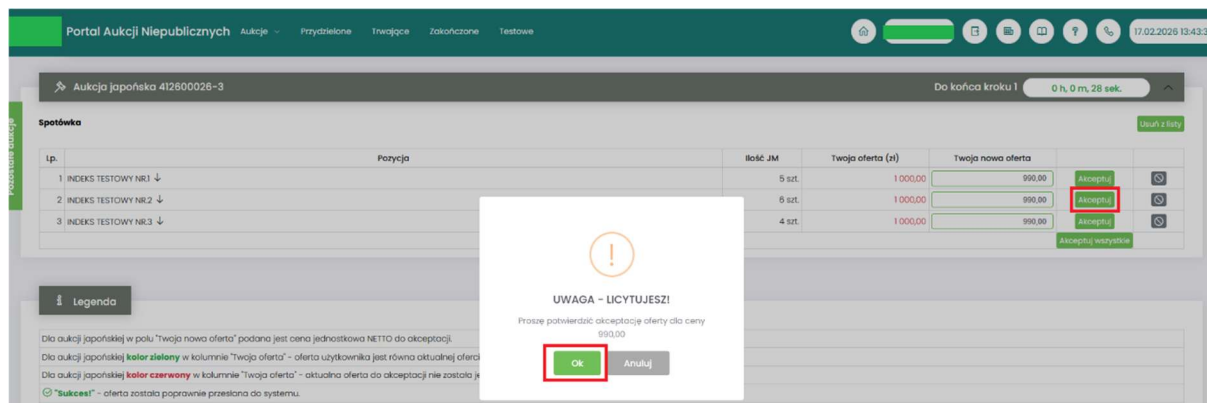 Portal Aukcji Niepublicznych Aukcje Przydzielone Trwające Zakończone Testowe 17.02.2026 13:43:3
Aukcja japońska 412600026-3 Do końca kroku 1 0 h, 0 m, 28 sek.
Pozostałe aukcje
Spotówka Usuń z listy
Lp. Pozycja Ilość JM Twoja oferta (zł) Twoja nowa oferta
1 INDEKS TESTOWY NR.1 ↓ 5 szt. 1 000,00 990,00 Akceptuj
2 INDEKS TESTOWY NR.2 ↓ 6 szt. 1 000,00 990,00 Akceptuj
3 INDEKS TESTOWY NR.3 ↓ 4 szt. 1 000,00 990,00 Akceptuj
Akceptuj wszystkie
!
UWAGA - LICYTUJESZ!
Proszę potwierdzić akceptację oferty dla ceny
990,00
Ok Anuluj
Legenda
Dla aukcji japońskiej w polu "Twoja nowa oferta" podana jest cena jednostkowa NETTO do akceptacji.
Dla aukcji japońskiej kolor zielony w kolumnie "Twoja oferta" - oferta użytkownika jest równa aktualnej oferci
Dla aukcji japońskiej kolor czerwony w kolumnie "Twoja oferta" - aktualna oferta do akceptacji nie została je
"Sukces!" - oferta została poprawnie przesłana do systemu.